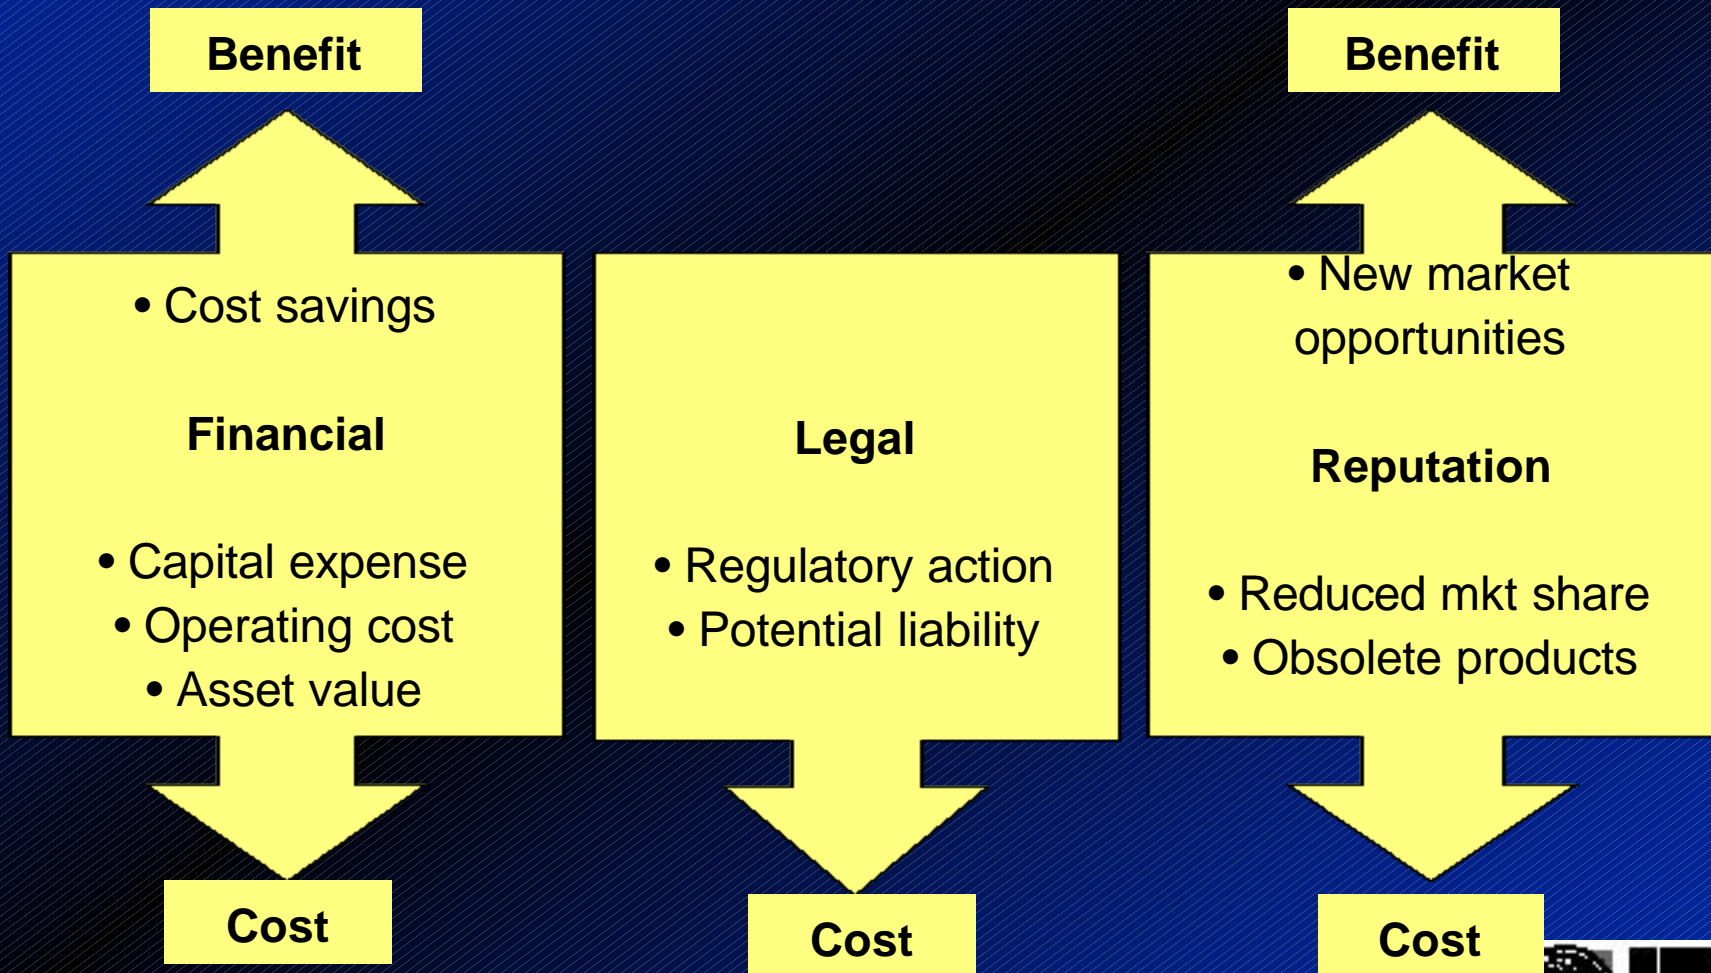 Benefit
• Cost savings
Financial
• Capital expense
• Operating cost
• Asset value
Cost
Legal
• Regulatory action
• Potential liability
Cost
Benefit
• New market
opportunities
Reputation
• Reduced mkt share
• Obsolete products
Cost